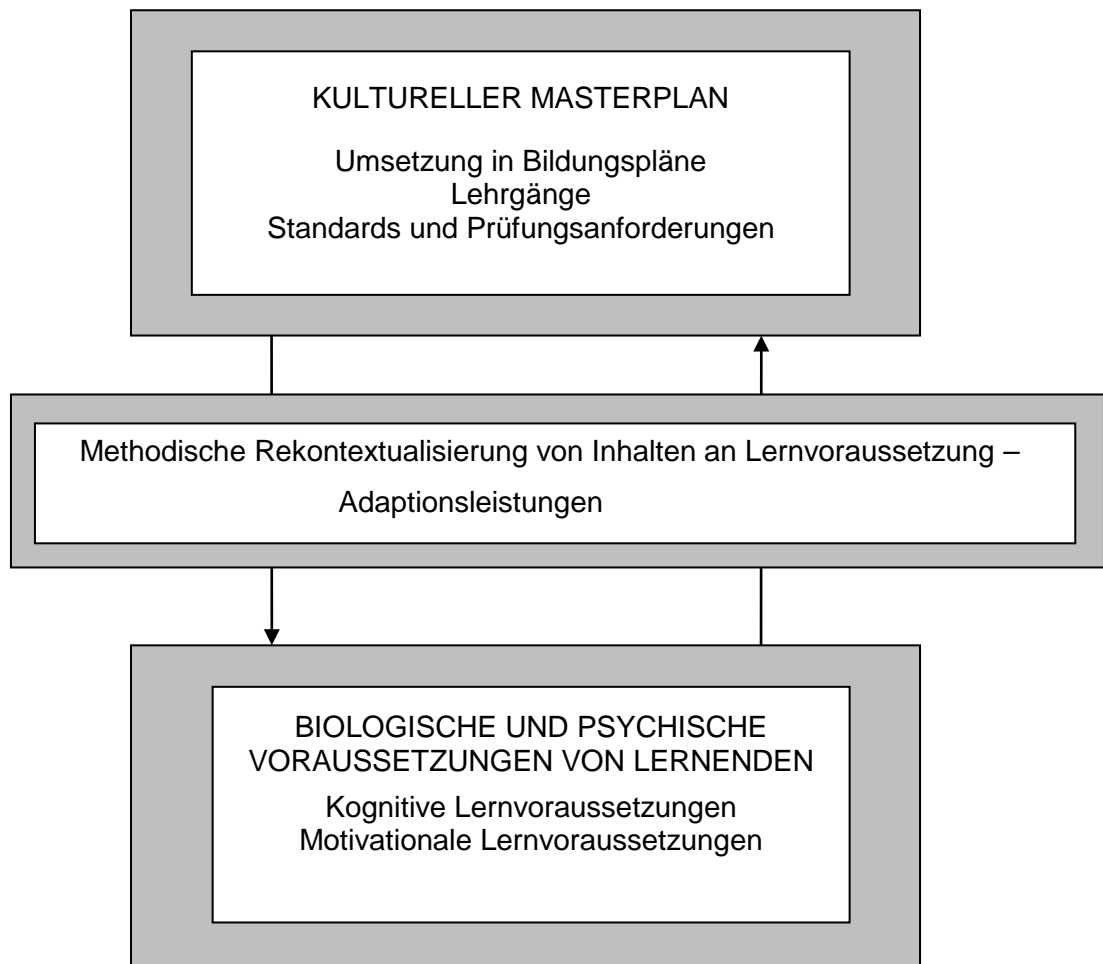 KULTURELLER MASTERPLAN
Umsetzung in Bildungspläne
Lehrgänge
Standards und Prüfungsanforderungen
Methodische Rekontextualisierung von Inhalten an Lernvoraussetzung –
Adaptionsleistungen
BIOLOGISCHE UND PSYCHISCHE
VORAUSSETZUNGEN VON LERNENDEN
Kognitive Lernvoraussetzungen
Motivationale Lernvoraussetzungen